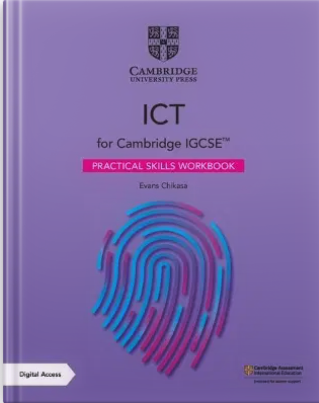 CAMBRIDGE
UNIVERSITY PRESS
ICT
for Cambridge IGCSE™
PRACTICAL SKILLS WORKBOOK
Evans Chikasa
Digital Access
Cambridge Assessment
International Education